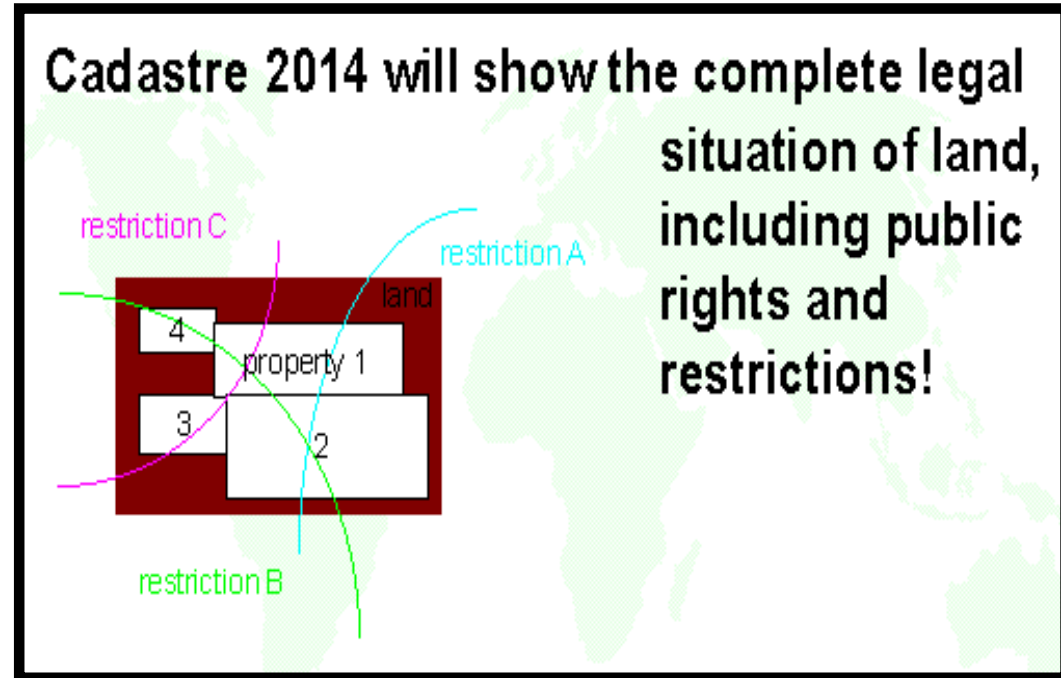 Cadastre 2014 will show the complete legal
situation of land,
including public
rights and
restrictions!
restriction C
restriction A
land
4
property 1
3
2
restriction B